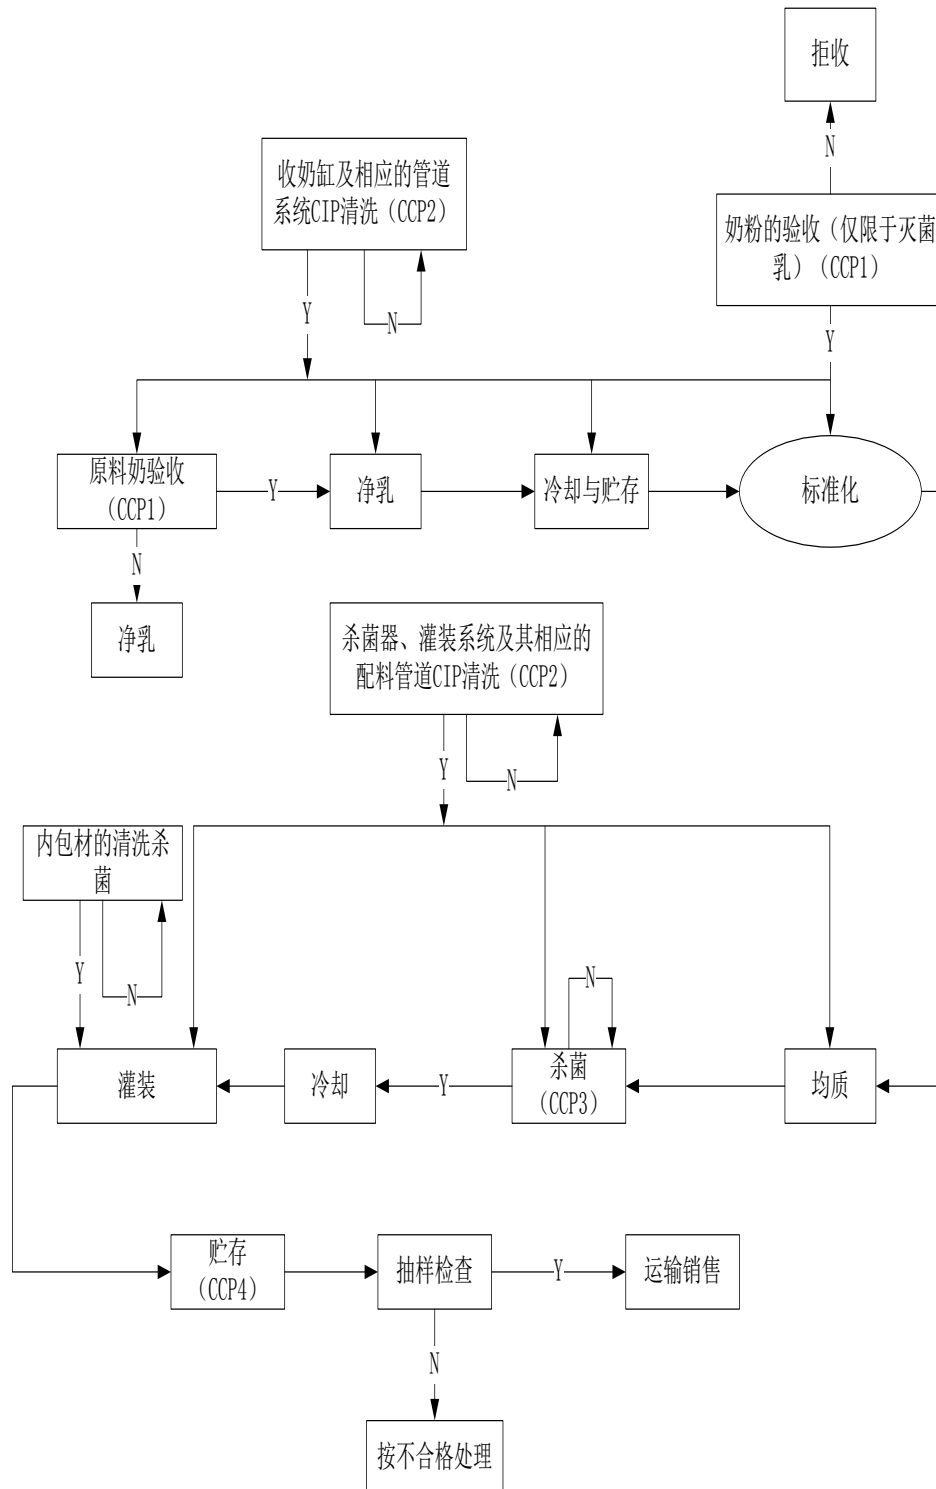 拒收
N
收奶缸及相应的管道
系统CIP清洗（CCP2）
奶粉的验收（仅限于灭菌
乳）（CCP1）
Y
N
Y
原料奶验收
（CCP1）
Y
净乳
冷却与贮存
标准化
N
净乳
杀菌器、灌装系统及其相应的
配料管道CIP清洗（CCP2）
Y
N
内包材的清洗杀
菌
Y
N
N
灌装
冷却
Y
杀菌
（CCP3）
均质
贮存
（CCP4）
抽样检查
Y
运输销售
N
按不合格处理